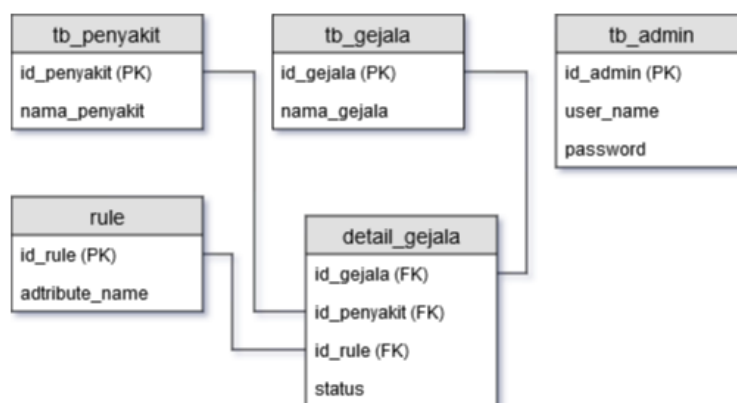 tb_penyakit
id_penyakit (PK)
nama_penyakit
tb_gejala
id_gejala (PK)
nama_gejala
tb_admin
id_admin (PK)
user_name
password
rule
id_rule (PK)
adtribute_name
detail_gejala
id_gejala (FK)
id_penyakit (FK)
id_rule (FK)
status